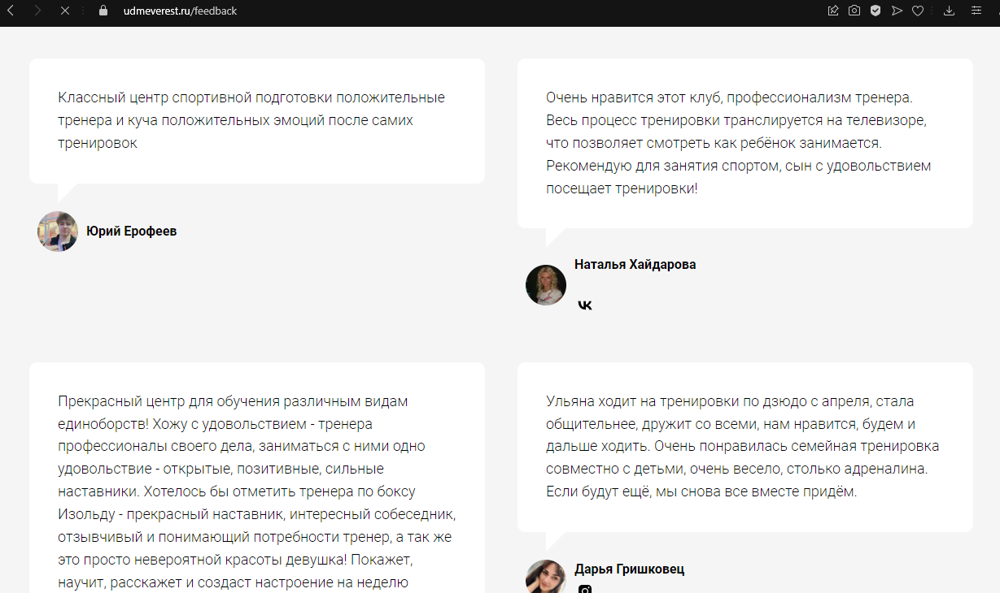 udmeverest.ru/feedback
Классный центр спортивной подготовки положительные
тренера и куча положительных эмоций после самих
тренировок
Юрий Ерофеев
Очень нравится этот клуб, профессионализм тренера.
Весь процесс тренировки транслируется на телевизоре,
что позволяет смотреть как ребёнок занимается.
Рекомендую для занятия спортом, сын с удовольствием
посещает тренировки!
Наталья Хайдарова
Прекрасный центр для обучения различным видам
единоборств! Хожу с удовольствием - тренера
профессионалы своего дела, заниматься с ними одно
удовольствие - открытые, позитивные, сильные
наставники. Хотелось бы отметить тренера по боксу
Изольду - прекрасный наставник, интересный собеседник,
отзывчивый и понимающий потребности тренер, а так же
это просто невероятной красоты девушка! Покажет,
научит, расскажет и создаст настроение на неделю
Ульяна ходит на тренировки по дзюдо с апреля, стала
общительнее, дружит со всеми, нам нравится, будем и
дальше ходить. Очень понравилась семейная тренировка
совместно с детьми, очень весело, столько адреналина.
Если будут ещё, мы снова все вместе придём.
Дарья Гришковец